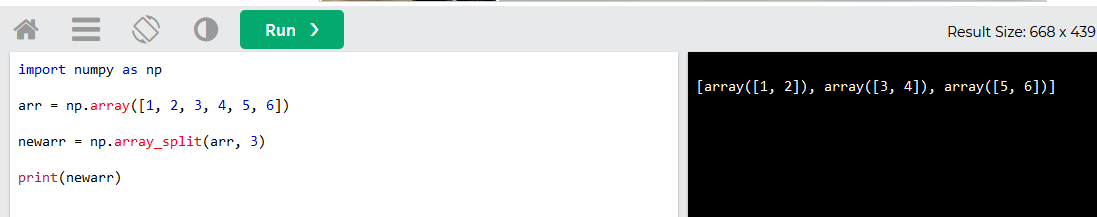 Run ❯
Result Size: 668 x 439
import numpy as np
arr = np.array([1, 2, 3, 4, 5, 6])
newarr = np.array_split(arr, 3)
print(newarr)
[array([1, 2]), array([3, 4]), array([5, 6])]